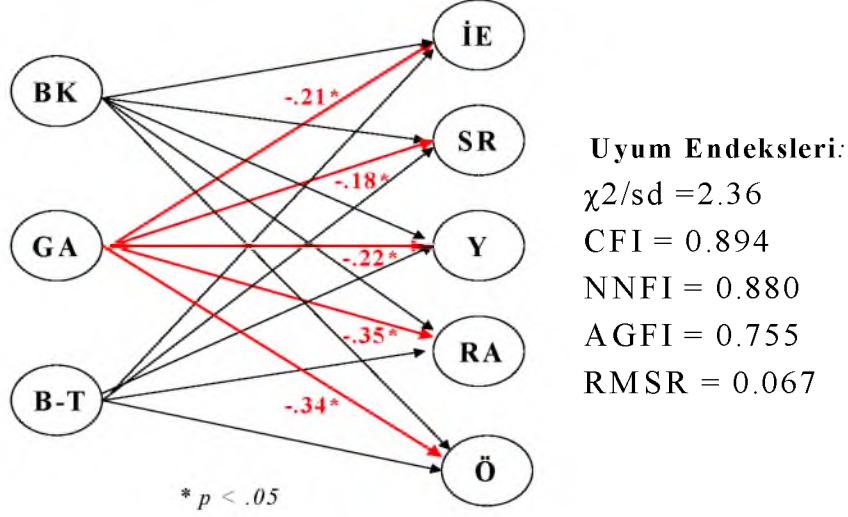 İE
BK
-.21*
SR
-.18*
GA
Y
-.22*
-.35*
RA
B-T
-.34*
Ö
* p < .05
Uyum Endeksleri:
χ2/sd =2.36
CFI = 0.894
NNFI = 0.880
AGFI = 0.755
RMSR = 0.067